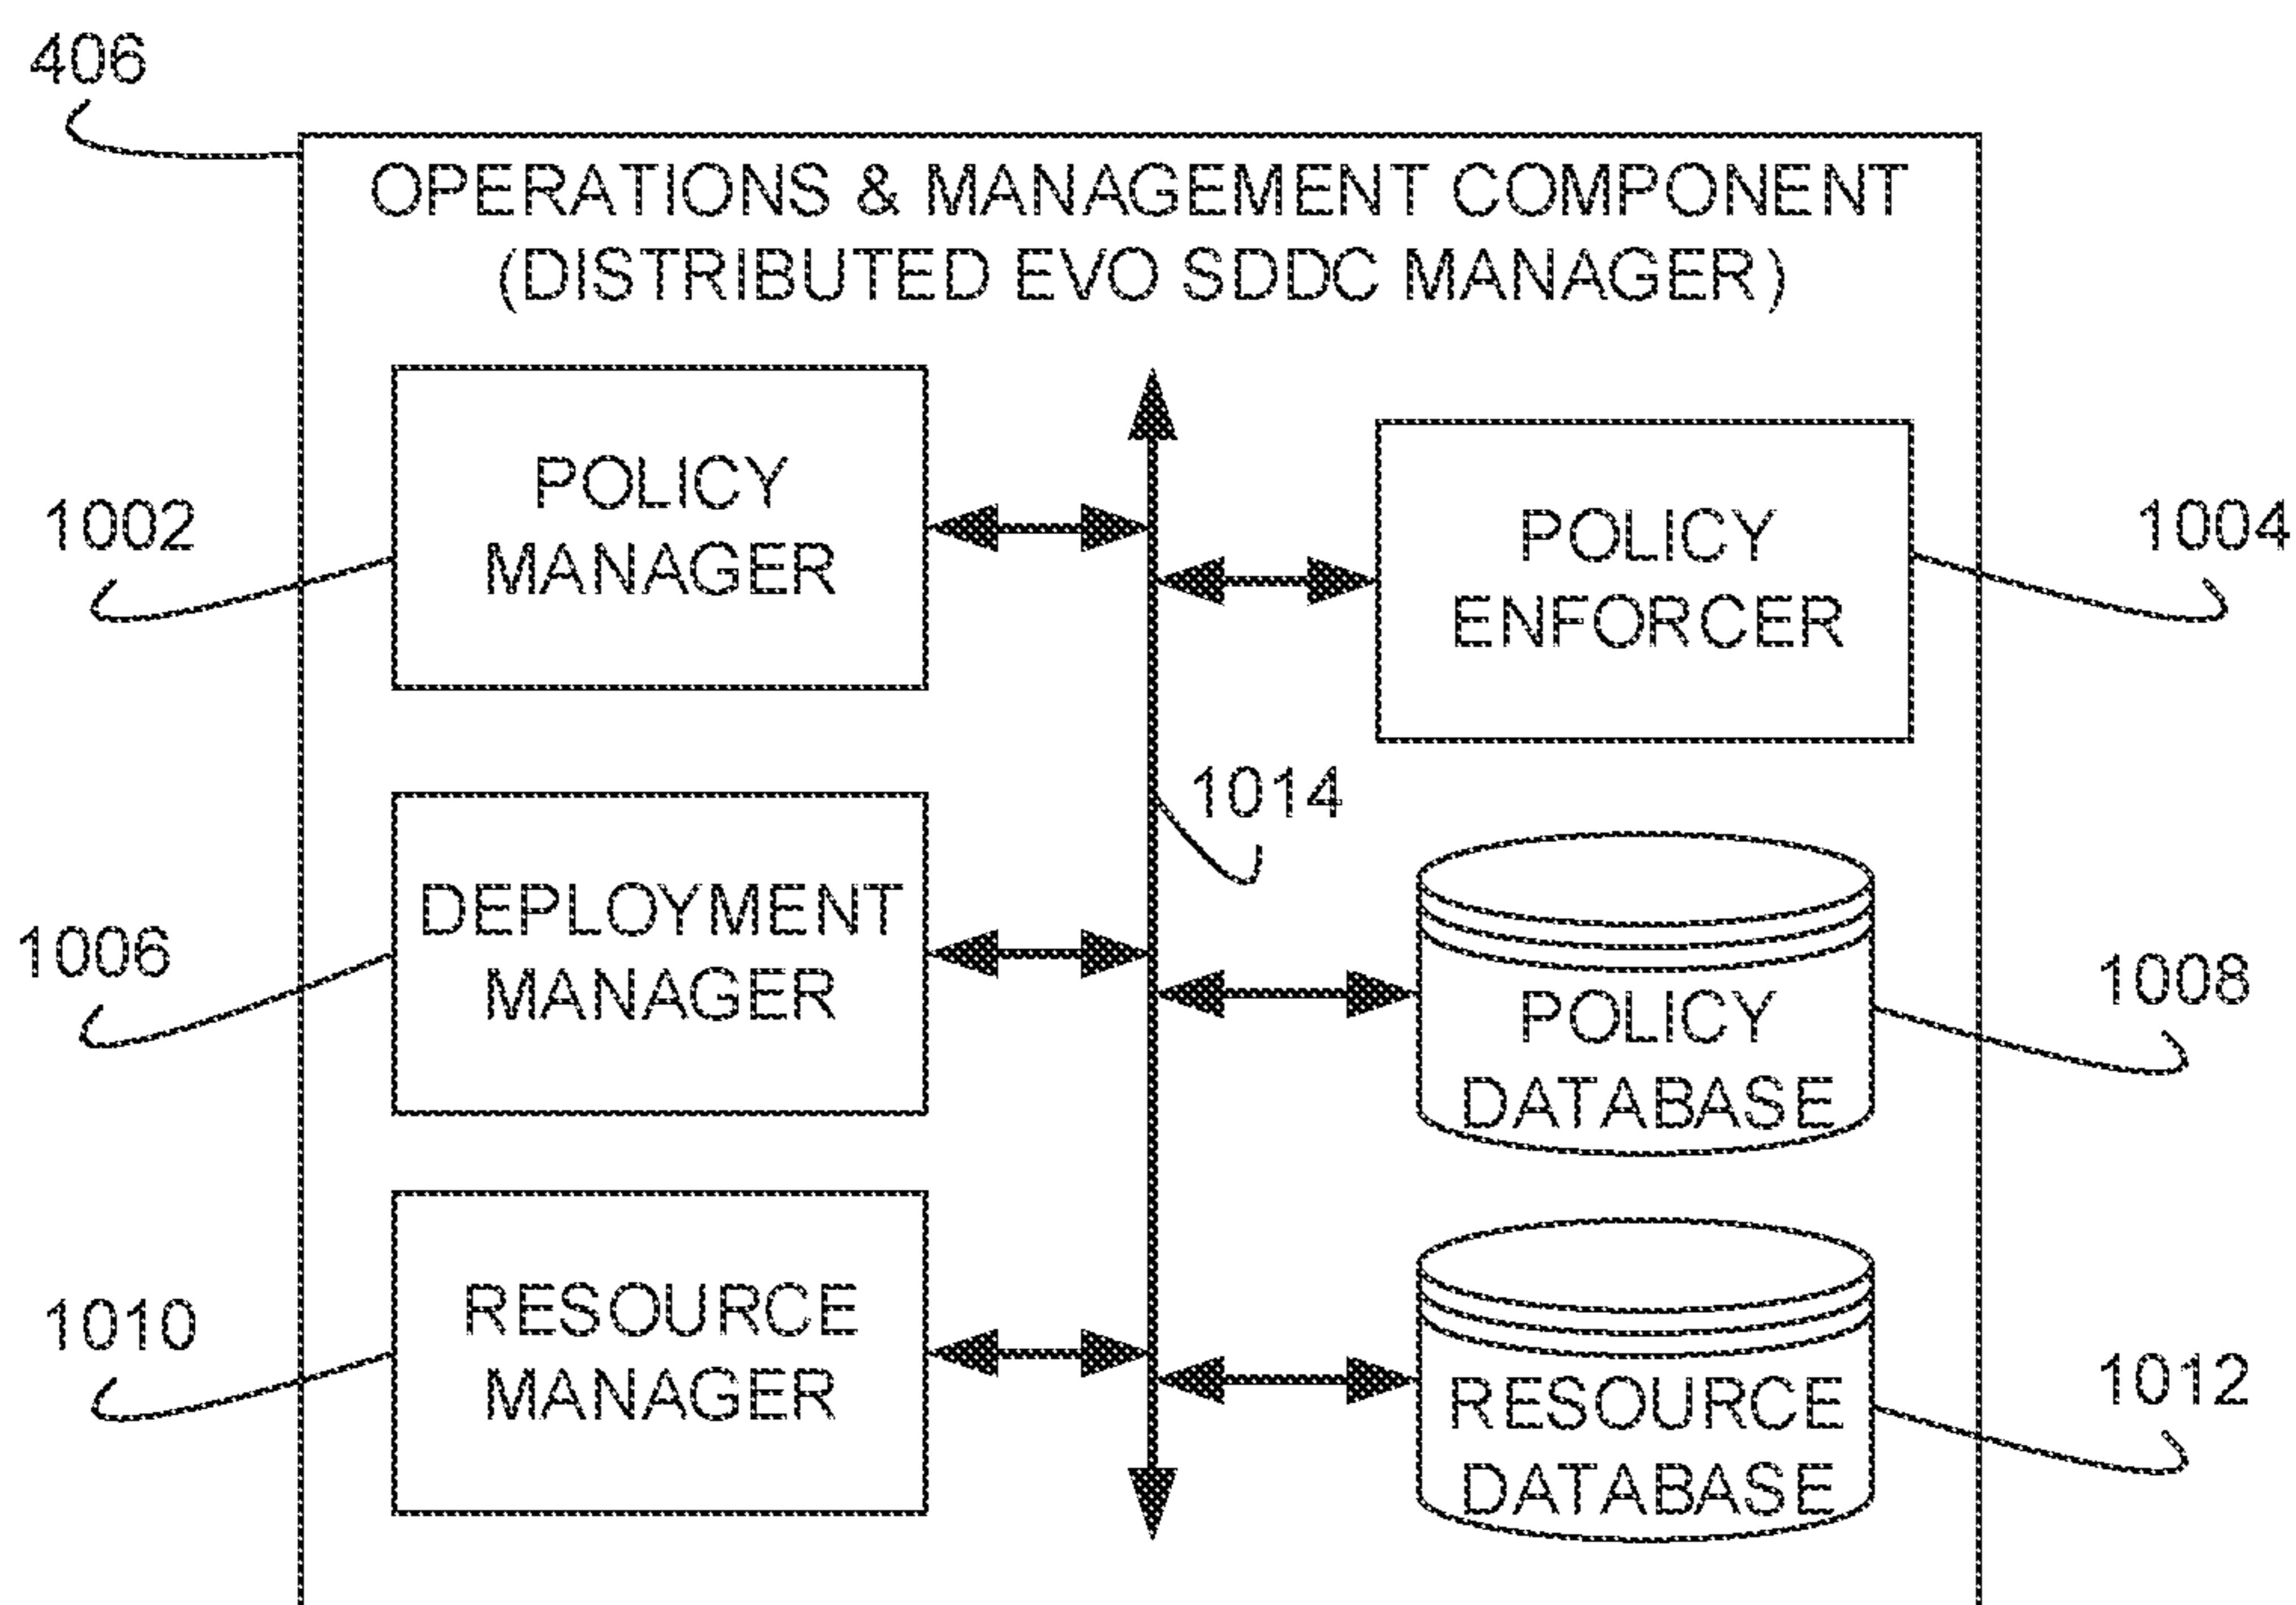 406
OPERATIONS & MANAGEMENT COMPONENT
(DISTRIBUTED EVO SDDC MANAGER)
POLICY
MANAGER
1002
POLICY
ENFORCER
1004
1014
DEPLOYMENT
MANAGER
1006
POLICY
DATABASE
1008
RESOURCE
MANAGER
1010
RESOURCE
DATABASE
1012